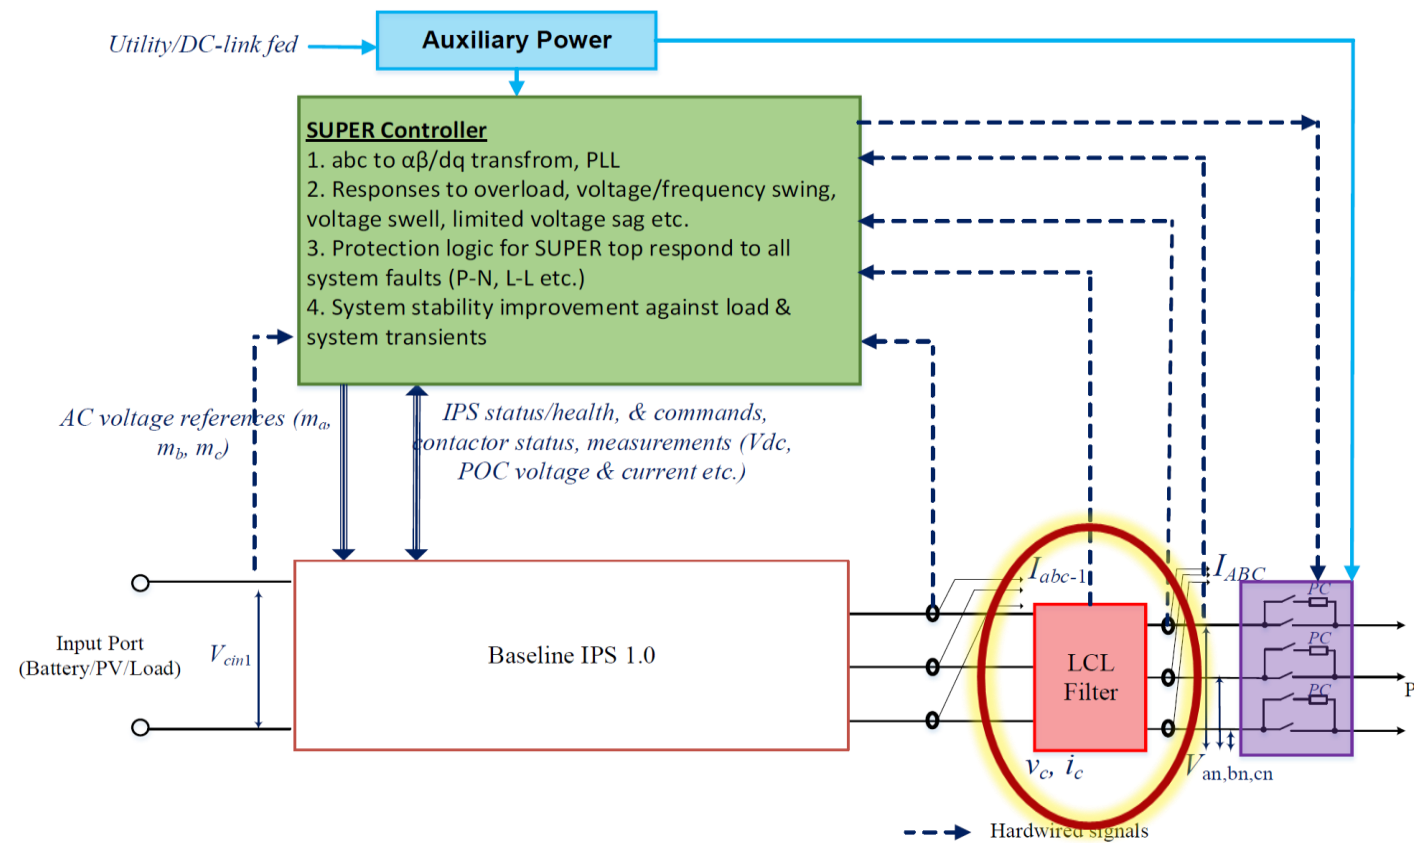 Utility/DC-link fed
Auxiliary Power
SUPER Controller
1. abc to αβ/dq transfrom, PLL
2. Responses to overload, voltage/frequency swing,
voltage swell, limited voltage sag etc.
3. Protection logic for SUPER top respond to all
system faults (P-N, L-L etc.)
4. System stability improvement against load &
system transients
AC voltage references (ma,
mb, mc)
IPS status/health, & commands,
contactor status, measurements (Vdc,
POC voltage & current etc.)
Input Port
(Battery/PV/Load)
Vcin1
Baseline IPS 1.0
Iabc-1
LCL
Filter
vc, ic
IABC
Van,bn,cn
PC
PC
PC
P
Hardwired signals